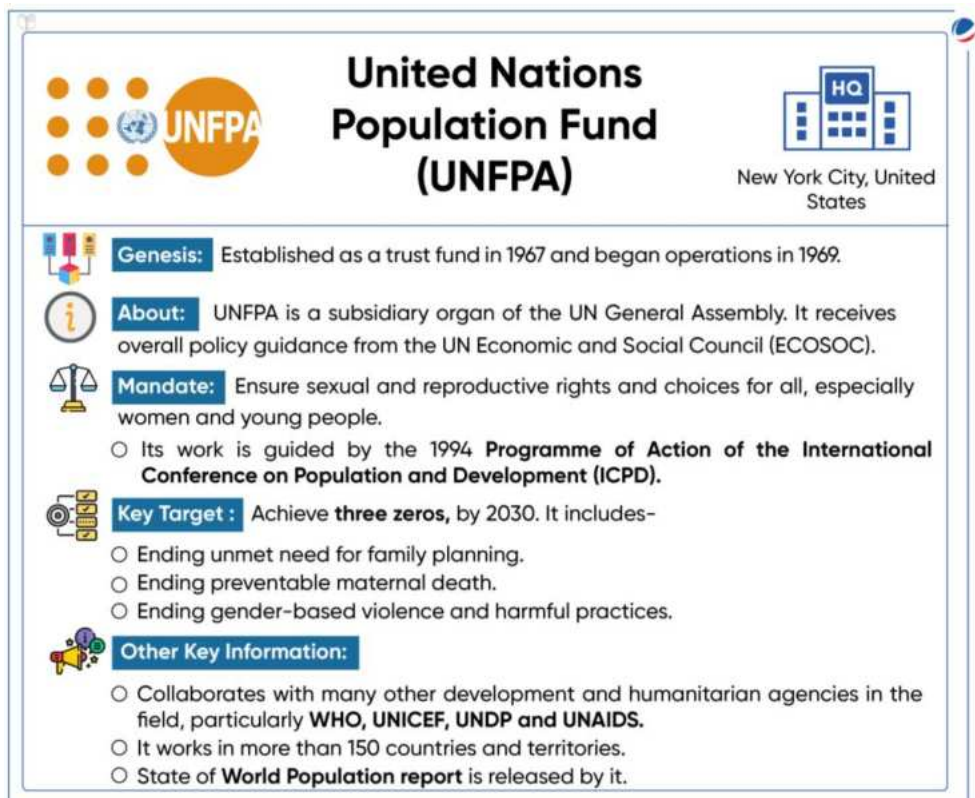 UNFPA
United Nations
Population Fund
(UNFPA)
HQ
New York City, United
States
Genesis: Established as a trust fund in 1967 and began operations in 1969.
About: UNFPA is a subsidiary organ of the UN General Assembly. It receives
overall policy guidance from the UN Economic and Social Council (ECOSOC).
Mandate: Ensure sexual and reproductive rights and choices for all, especially
women and young people.
○ Its work is guided by the 1994 Programme of Action of the International
Conference on Population and Development (ICPD).
Key Target : Achieve three zeros, by 2030. It includes-
○ Ending unmet need for family planning.
○ Ending preventable maternal death.
○ Ending gender-based violence and harmful practices.
Other Key Information:
○ Collaborates with many other development and humanitarian agencies in the
field, particularly WHO, UNICEF, UNDP and UNAIDS.
○ It works in more than 150 countries and territories.
○ State of World Population report is released by it.